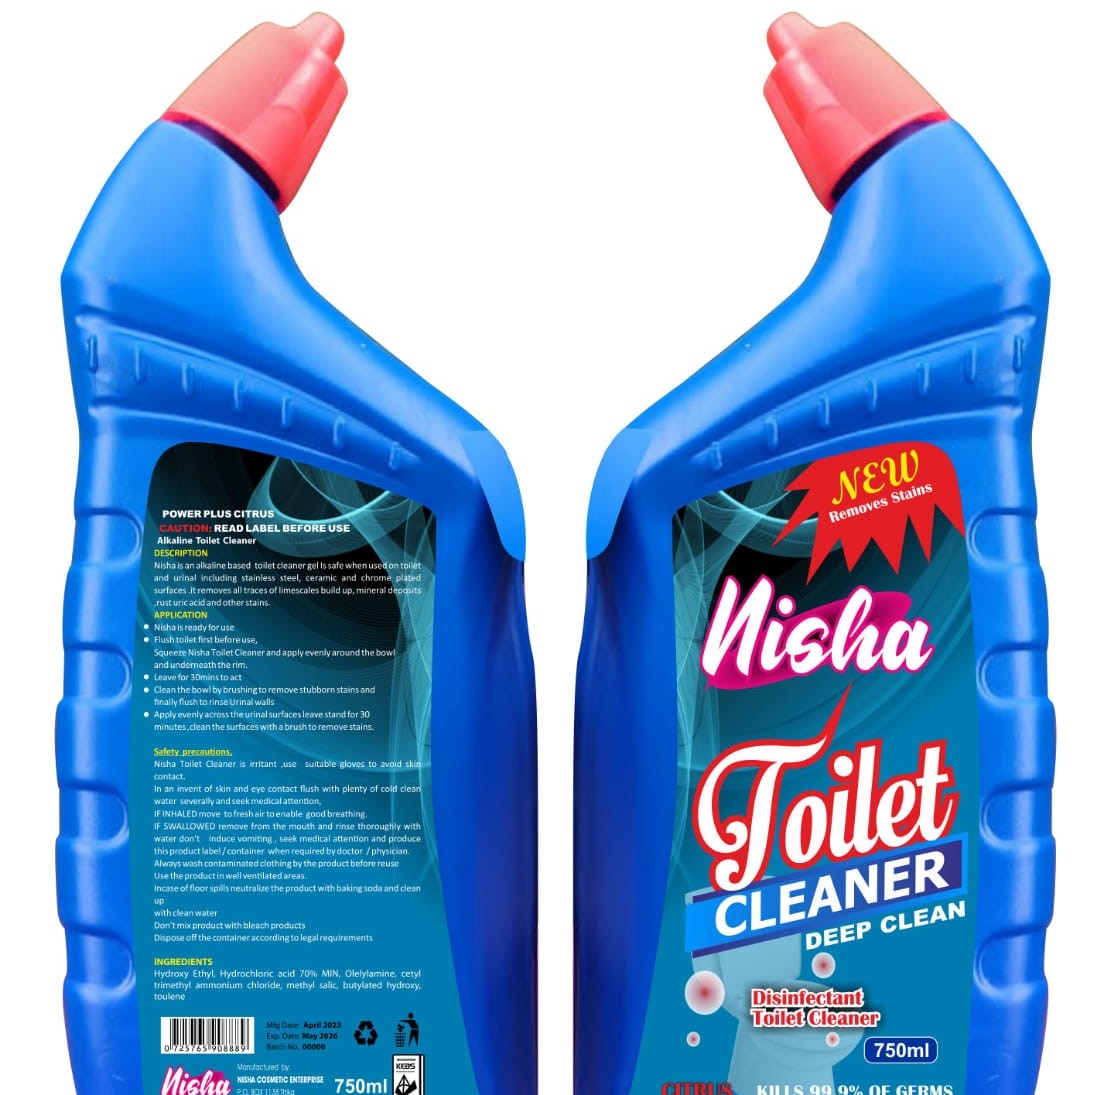 POWER PLUS CITRUS
CAUTION: READ LABEL BEFORE USE
Alkaline Toilet Cleaner
DESCRIPTION
Nisha is an alkaline based toilet cleaner gel Is safe when used on toilet
and urinal including stainless steel, ceramic and chrome plated
surfaces .it removes all traces of limescales build up, mineral deposits
,rust uric acid and other stains.
APPLICATION
Nisha is ready for use
Flush toilet first before use,
Squeeze Nisha Toilet Cleaner and apply evenly around the bowl
and underneath the rim.
Leave for 30mins to act
Clean the bowl by brushing to remove stubborn stains and
finally flush to rinse Urinal walls
Apply evenly across the urinal surfaces leave stand for 30
minutes ,clean the surfaces with a brush to remove stains.
Safety precautions,
Nisha Toilet Cleaner is irritant ,use suitable gloves to avoid skin
contact.
In an invent of skin and eye contact flush with plenty of cold clean
water severally and seek medical attention,
IF INHALED move to fresh air to enable good breathing.
IF SWALLOWED remove from the mouth and rinse thoroughly with
water don't induce vomiting , seek medical attention and produce
this product label / container when required by doctor / physician.
Always wash contaminated clothing by the product before reuse
Use the product in well ventilated areas.
Incase of floor spills neutralize the product with baking soda and clean
up
with clean water
Don't mix product with bleach products
Dispose off the container according to legal requirements
INGREDIENTS
Hydroxy Ethyl, Hydrochloric acid 70% MIN, Olelylamine, cetyl
trimethyl ammonium chloride, methyl salic, butylated hydroxy,
toulene
0 725765 908889
Mfg Date: April 2023
Exp. Date: May 2026
Batch No. 00000
Nisha
Manufactured by:
NISHA COSMETIC ENTERPRISE
P.O. BOX 1138 Thika
750ml
KEBS
NEW
Removes Stains
Nisha
Toilet
CLEANER
DEEP CLEAN
Disinfectant
Toilet Cleaner
750ml
CITRUS
KILLS 99.9% OF GERMS